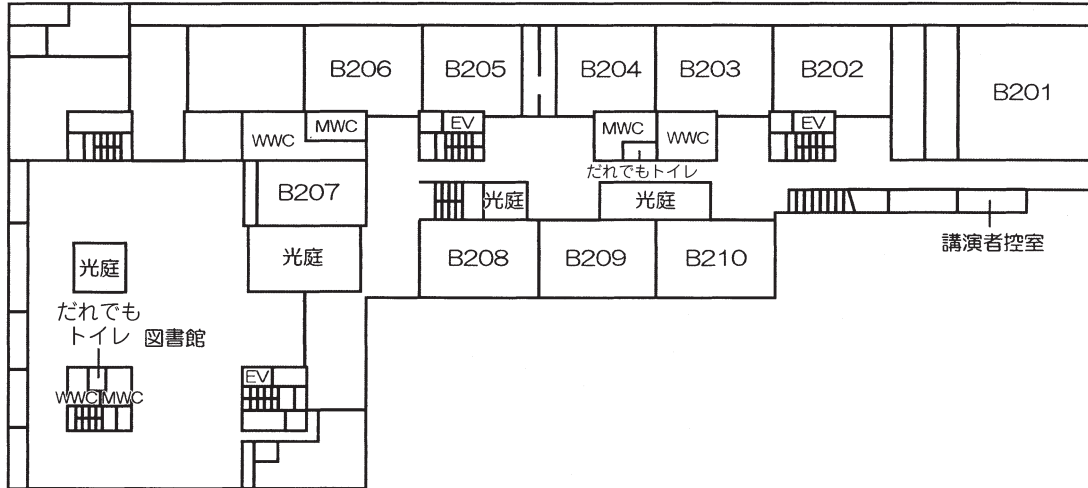 B206
B205
B204
B203
B202
B201
MWC
EV
WWC
MWC
WWC
EV
だれでもトイレ
B207
光庭
光庭
講演者控室
光庭
B208
B209
B210
光庭
だれでも
トイレ
図書館
EV
WWC
MWC